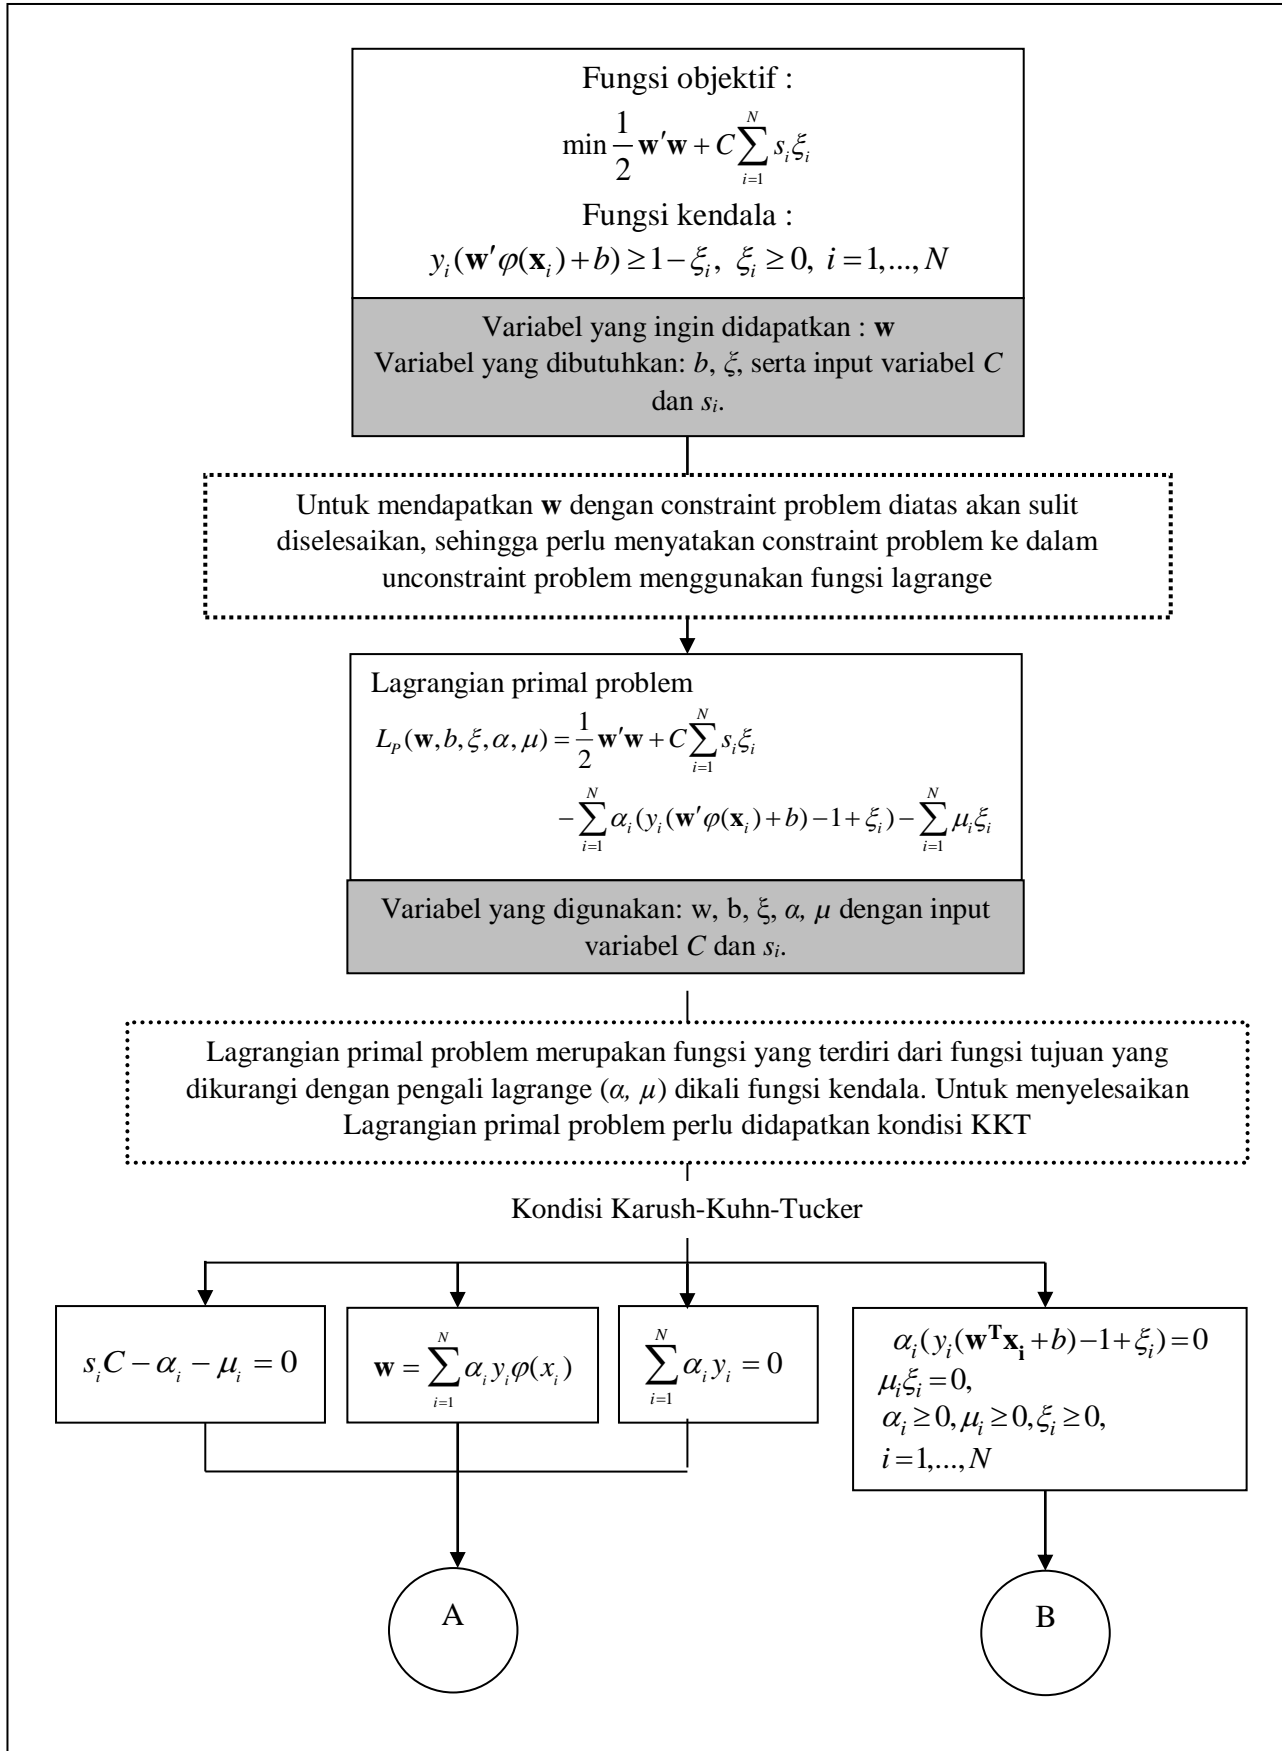 Fungsi objektif :
min 1/2 w′w + C ∑_{i=1}^{N} s_i ξ_i
Fungsi kendala :
y_i(w′φ(x_i)+b) ≥ 1−ξ_i, ξ_i ≥ 0, i = 1,...,N
Variabel yang ingin didapatkan : w
Variabel yang dibutuhkan: b, ξ, serta input variabel C
dan s_i.
Untuk mendapatkan w dengan constraint problem diatas akan sulit
diselesaikan, sehingga perlu menyatakan constraint problem ke dalam
unconstraint problem menggunakan fungsi lagrange
Lagrangian primal problem
L_P(w,b,ξ,α,μ) = 1/2 w′w + C ∑_{i=1}^{N} s_i ξ_i
− ∑_{i=1}^{N} α_i(y_i(w′φ(x_i)+b)−1+ξ_i) − ∑_{i=1}^{N} μ_i ξ_i
Variabel yang digunakan: w, b, ξ, α, μ dengan input
variabel C dan s_i.
Lagrangian primal problem merupakan fungsi yang terdiri dari fungsi tujuan yang
dikurangi dengan pengali lagrange (α, μ) dikali fungsi kendala. Untuk menyelesaikan
Lagrangian primal problem perlu didapatkan kondisi KKT
Kondisi Karush-Kuhn-Tucker
s_i C − α_i − μ_i = 0
w = ∑_{i=1}^{N} α_i y_i φ(x_i)
∑_{i=1}^{N} α_i y_i = 0
α_i(y_i(w^T x_i + b)−1+ξ_i) = 0
μ_i ξ_i = 0,
α_i ≥ 0, μ_i ≥ 0, ξ_i ≥ 0,
i = 1,...,N
A
B